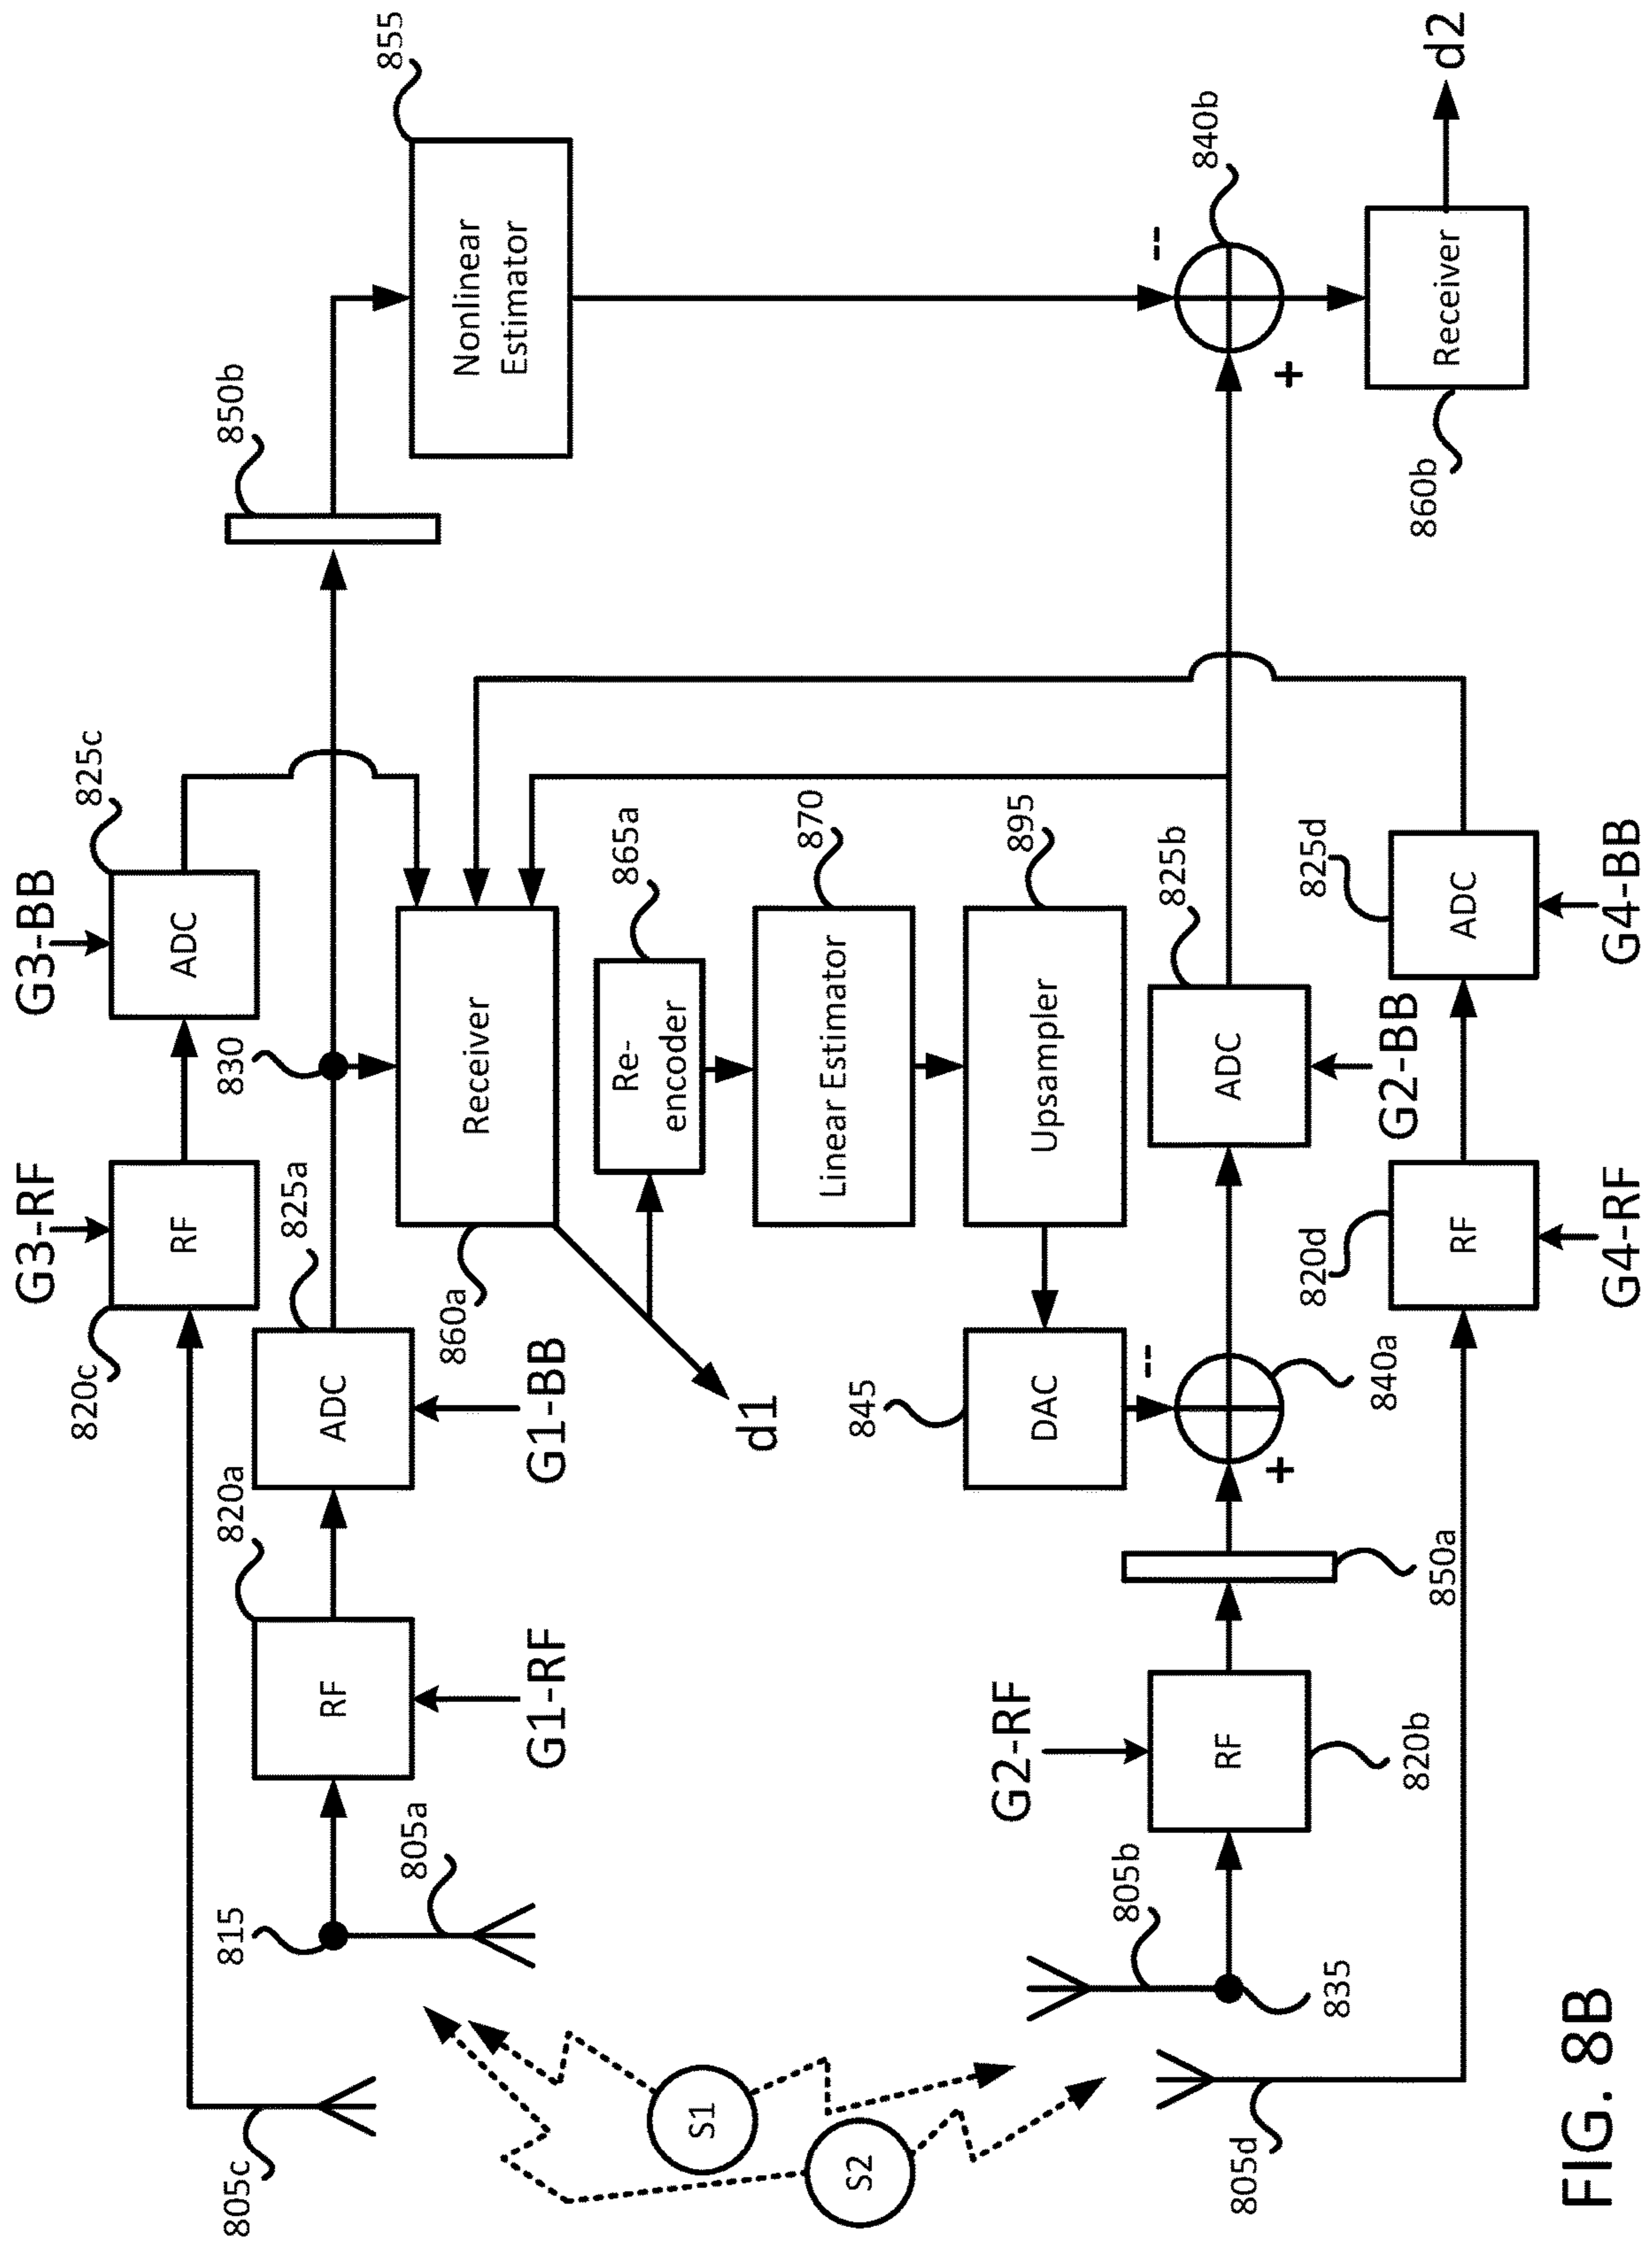 G3-RF
G3-BB
820c
RF
825c
ADC
805c
815
805a
820a
RF
G1-RF
825a
ADC
G1-BB
830
850b
855
Nonlinear
Estimator
860a
Receiver
d1
865a
Re-
encoder
870
Linear Estimator
895
Upsampler
845
DAC
--
S1
S2
805b
835
G2-RF
RF
820b
850a
+
840a
825b
ADC
G2-BB
840b
--
+
860b
Receiver
d2
805d
820d
RF
G4-RF
825d
ADC
G4-BB
FIG. 8B